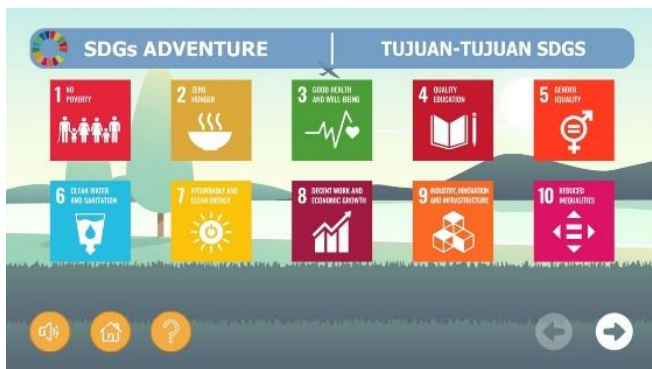 SDGs ADVENTURE
TUJUAN-TUJUAN SDGS
1 NO
POVERTY
2 ZERO
HUNGER
3 GOOD HEALTH
AND WELL-BEING
4 QUALITY
EDUCATION
5 GENDER
EQUALITY
6 CLEAN WATER
AND SANITATION
7 AFFORDABLE AND
CLEAN ENERGY
8 DECENT WORK AND
ECONOMIC GROWTH
9 INDUSTRY, INNOVATION
AND INFRASTRUCTURE
10 REDUCED
INEQUALITIES
?